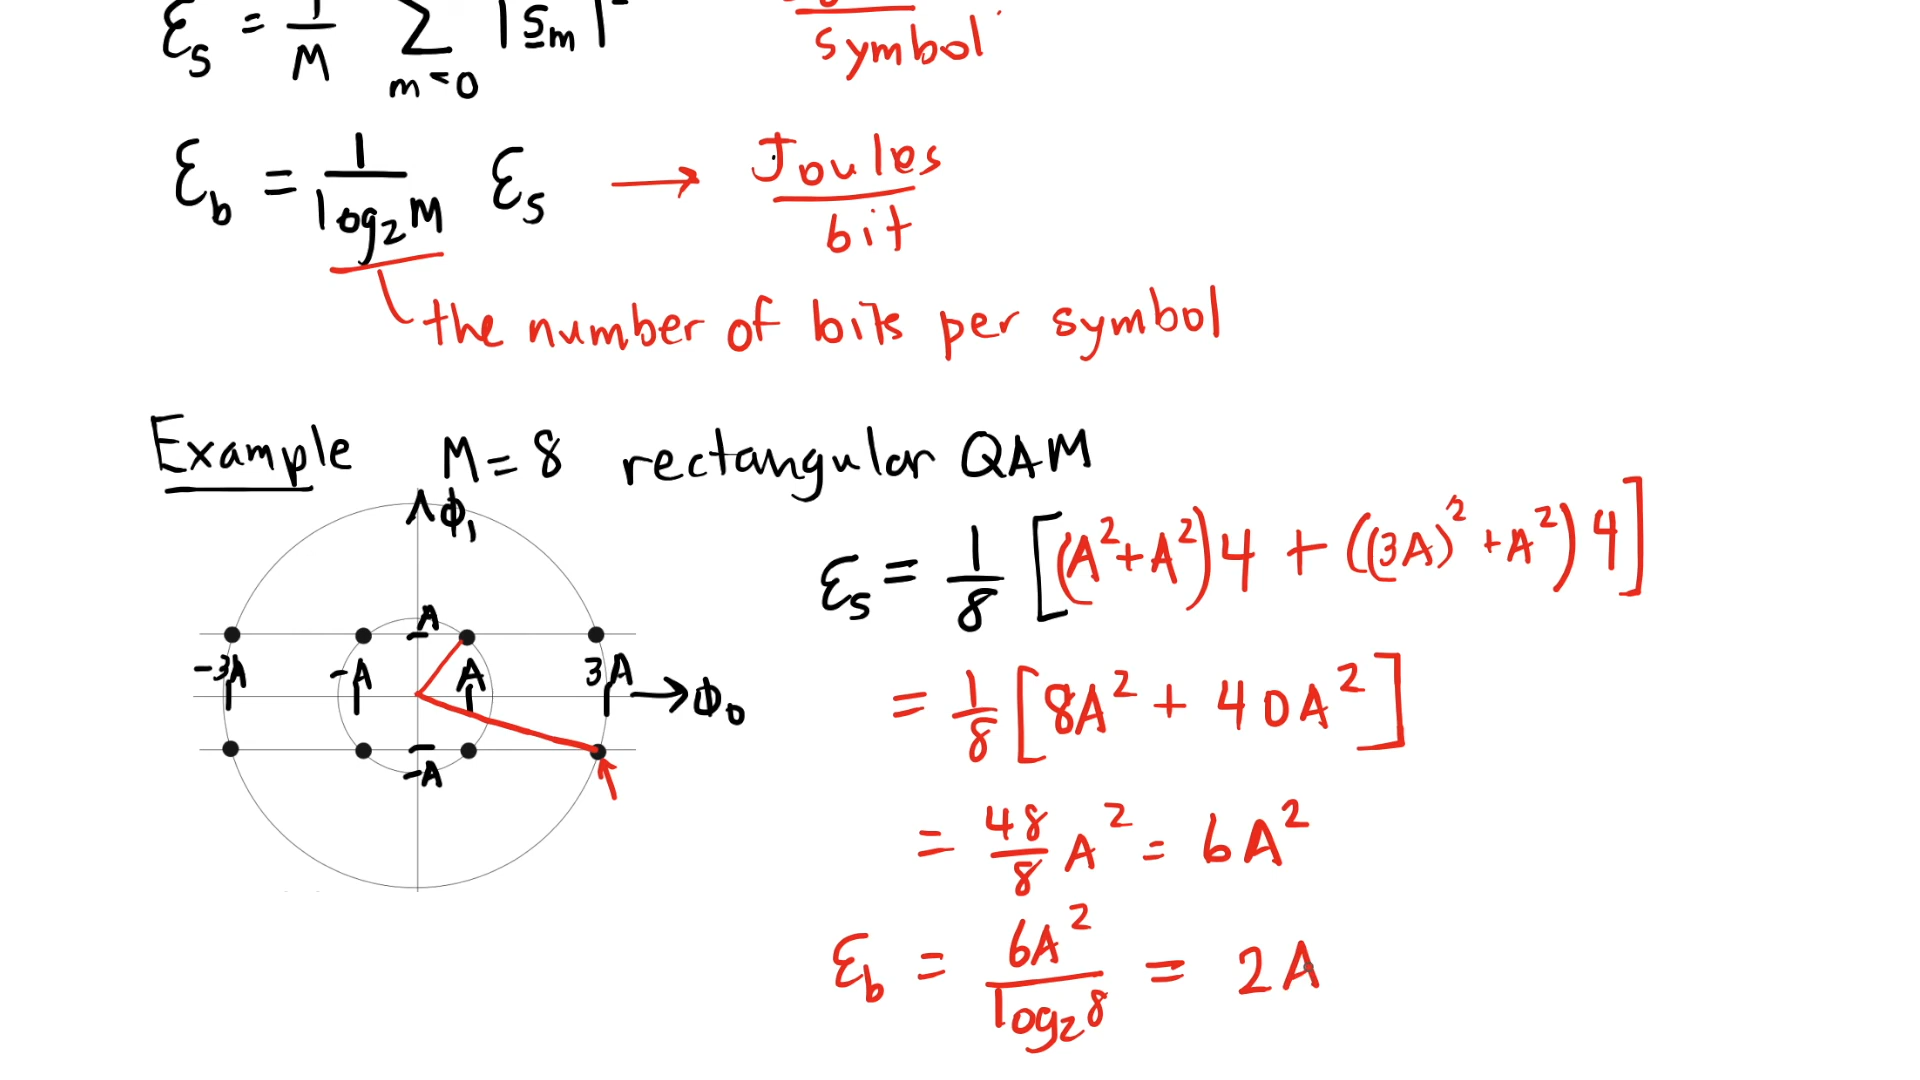 ℰs = 1/M Σ m=0 |s̲m|²
symbol
ℰb = 1/log₂M ℰs → Joules/bit
the number of bits per symbol
Example M = 8 rectangular QAM
ϕ₁
A
-3A -A A 3A → ϕ₀
-A
ℰs = 1/8 [(A²+A²)4 + ((3A)²+A²)4]
= 1/8 [8A² + 40A²]
= 48/8 A² = 6A²
ℰb = 6A²/log₂8 = 2A